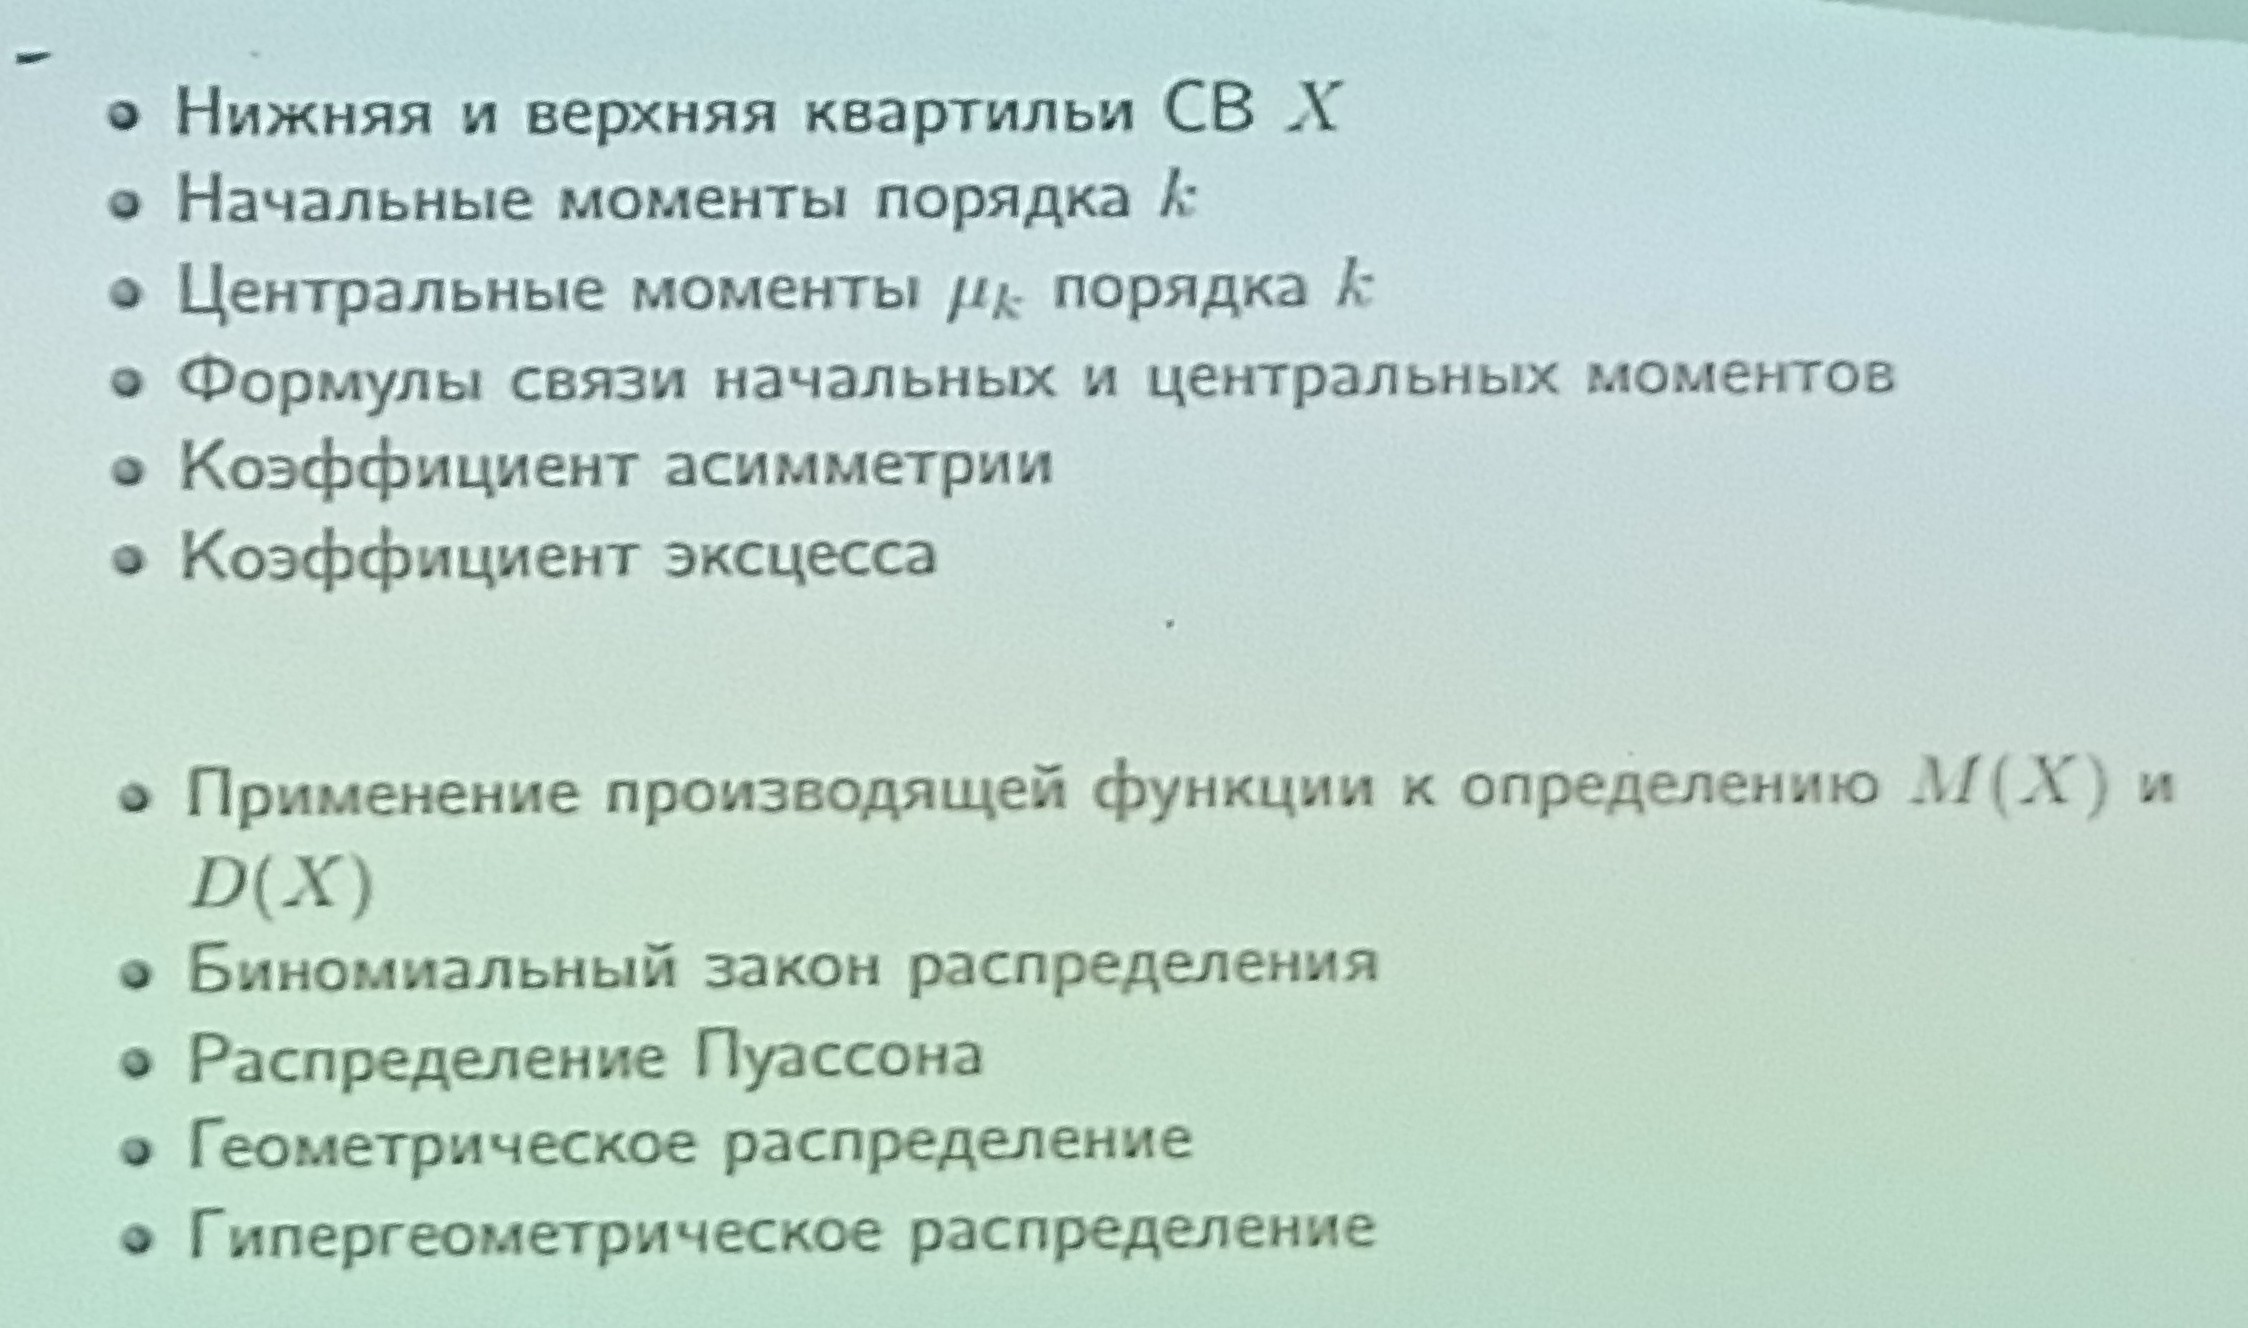 • Нижняя и верхняя квартильи СВ X
• Начальные моменты порядка k
• Центральные моменты μₖ порядка k
• Формулы связи начальных и центральных моментов
• Коэффициент асимметрии
• Коэффициент эксцесса
• Применение производящей функции к определению M(X) и
D(X)
• Биномиальный закон распределения
• Распределение Пуассона
• Геометрическое распределение
• Гипергеометрическое распределение